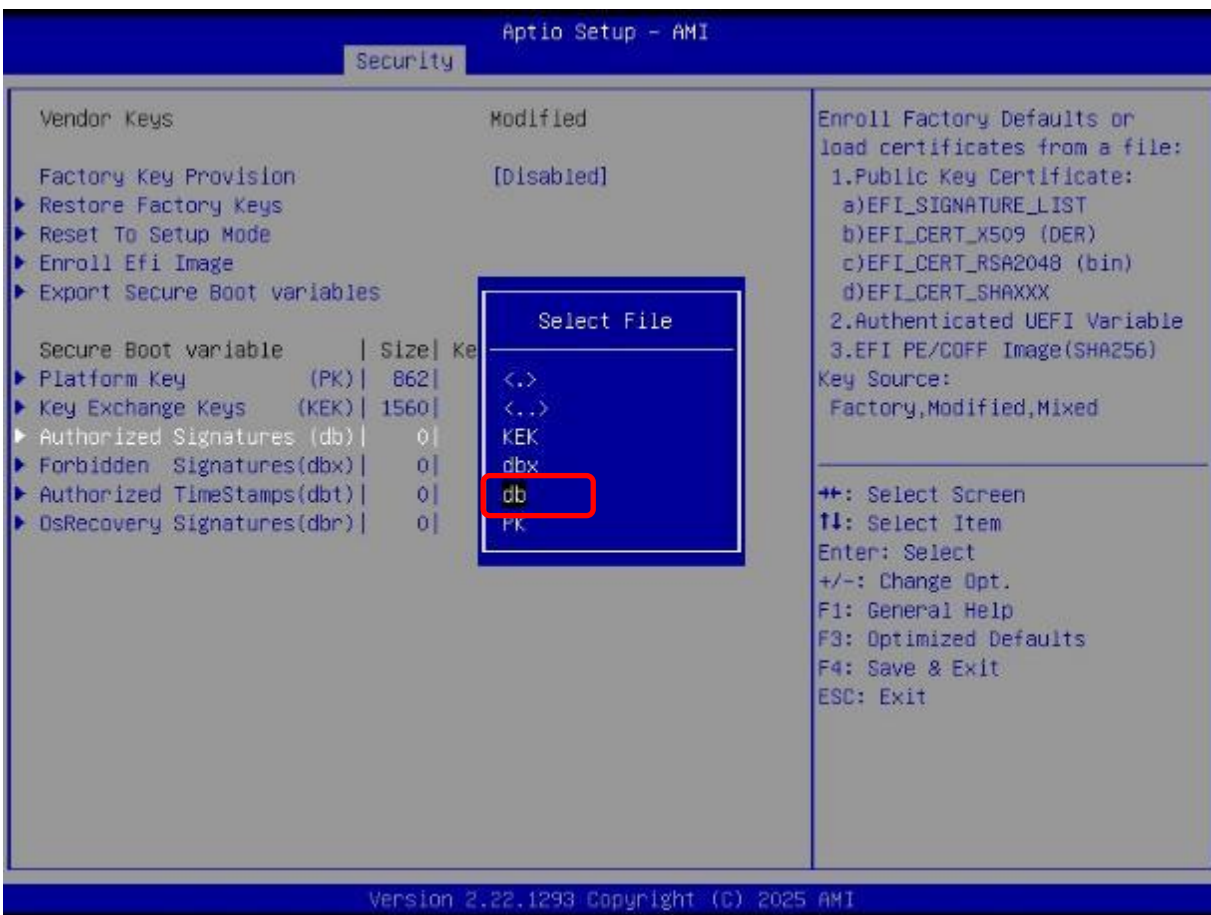 Aptio Setup - AMI
Security
Vendor Keys Modified
Factory Key Provision [Disabled]
Restore Factory Keys
Reset To Setup Mode
Enroll Efi Image
Export Secure Boot variables
Secure Boot variable | Size| Ke
Platform Key (PK)| 862|
Key Exchange Keys (KEK)| 1560|
Authorized Signatures (db)| 0|
Forbidden Signatures(dbx)| 0|
Authorized TimeStamps(dbt)| 0|
OsRecovery Signatures(dbr)| 0|
Select File
<.>
<..>
KEK
dbx
db
PK
Enroll Factory Defaults or
load certificates from a file:
1.Public Key Certificate:
a)EFI_SIGNATURE_LIST
b)EFI_CERT_X509 (DER)
c)EFI_CERT_RSA2048 (bin)
d)EFI_CERT_SHAXXX
2.Authenticated UEFI Variable
3.EFI PE/COFF Image(SHA256)
Key Source:
Factory,Modified,Mixed
→←: Select Screen
↑↓: Select Item
Enter: Select
+/-: Change Opt.
F1: General Help
F3: Optimized Defaults
F4: Save & Exit
ESC: Exit
Version 2.22.1293 Copyright (C) 2025 AMI